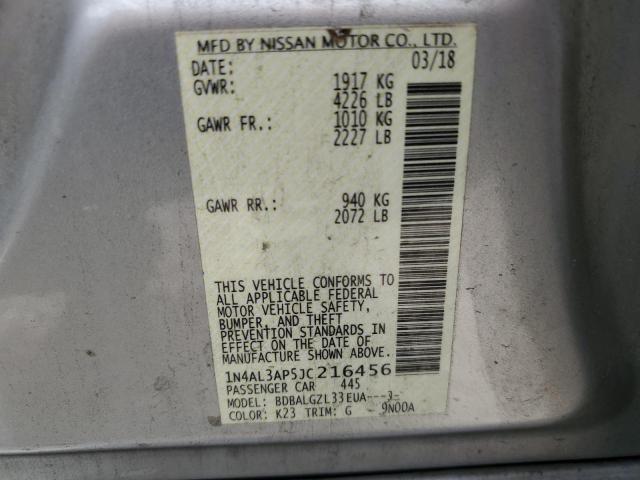 MFD BY NISSAN MOTOR CO., LTD.
DATE: 03/18
GVWR: 1917 KG
4226 LB
GAWR FR.: 1010 KG
2227 LB
GAWR RR.: 940 KG
2072 LB
THIS VEHICLE CONFORMS TO
ALL APPLICABLE FEDERAL
MOTOR VEHICLE SAFETY,
BUMPER, AND THEFT
PREVENTION STANDARDS IN
EFFECT ON THE DATE OF
MANUFACTURE SHOWN ABOVE.
1N4AL3AP5JC216456
PASSENGER CAR 445
MODEL: BDBALGZL33EUA---3-
COLOR: K23 TRIM: G 9N00A